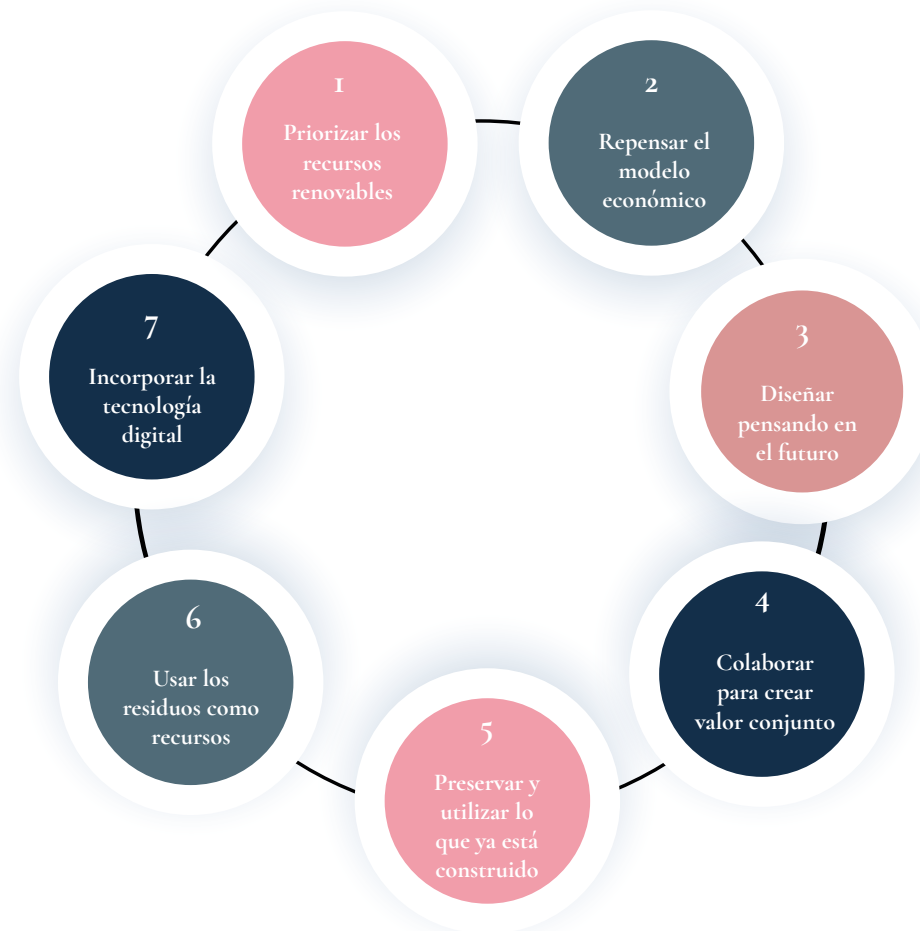 1
Priorizar los
recursos
renovables
2
Repensar el
modelo
económico
3
Diseñar
pensando en
el futuro
4
Colaborar
para crear
valor conjunto
5
Preservar y
utilizar lo
que ya está
construido
6
Usar los
residuos como
recursos
7
Incorporar la
tecnología
digital